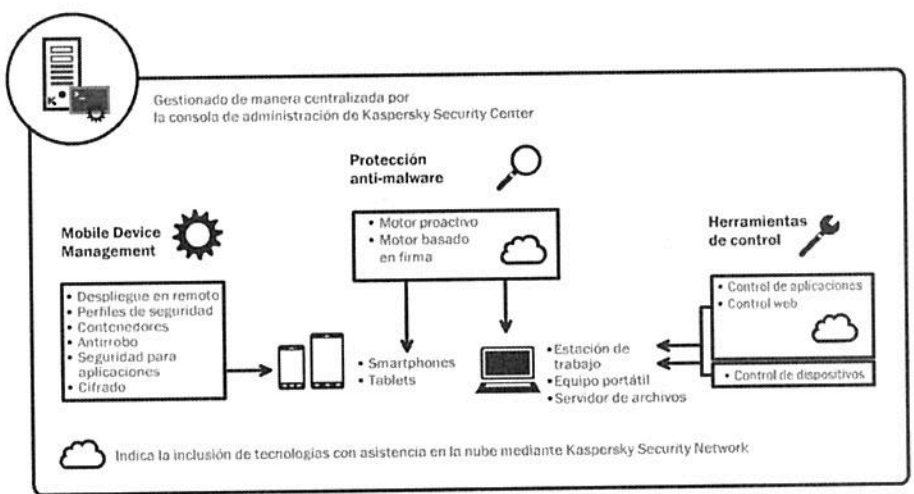 Gestionado de manera centralizada por
la consola de administración de Kaspersky Security Center
Protección
anti-malware
• Motor proactivo
• Motor basado
en firma
Mobile Device
Management
• Despliegue en remoto
• Perfiles de seguridad
• Contenedores
• Antirrobo
• Seguridad para
aplicaciones
• Cifrado
Herramientas
de control
• Control de aplicaciones
• Control web
• Control de dispositivos
• Smartphones
• Tablets
• Estación de
trabajo
• Equipo portátil
• Servidor de archivos
Indica la inclusión de tecnologías con asistencia en la nube mediante Kaspersky Security Network